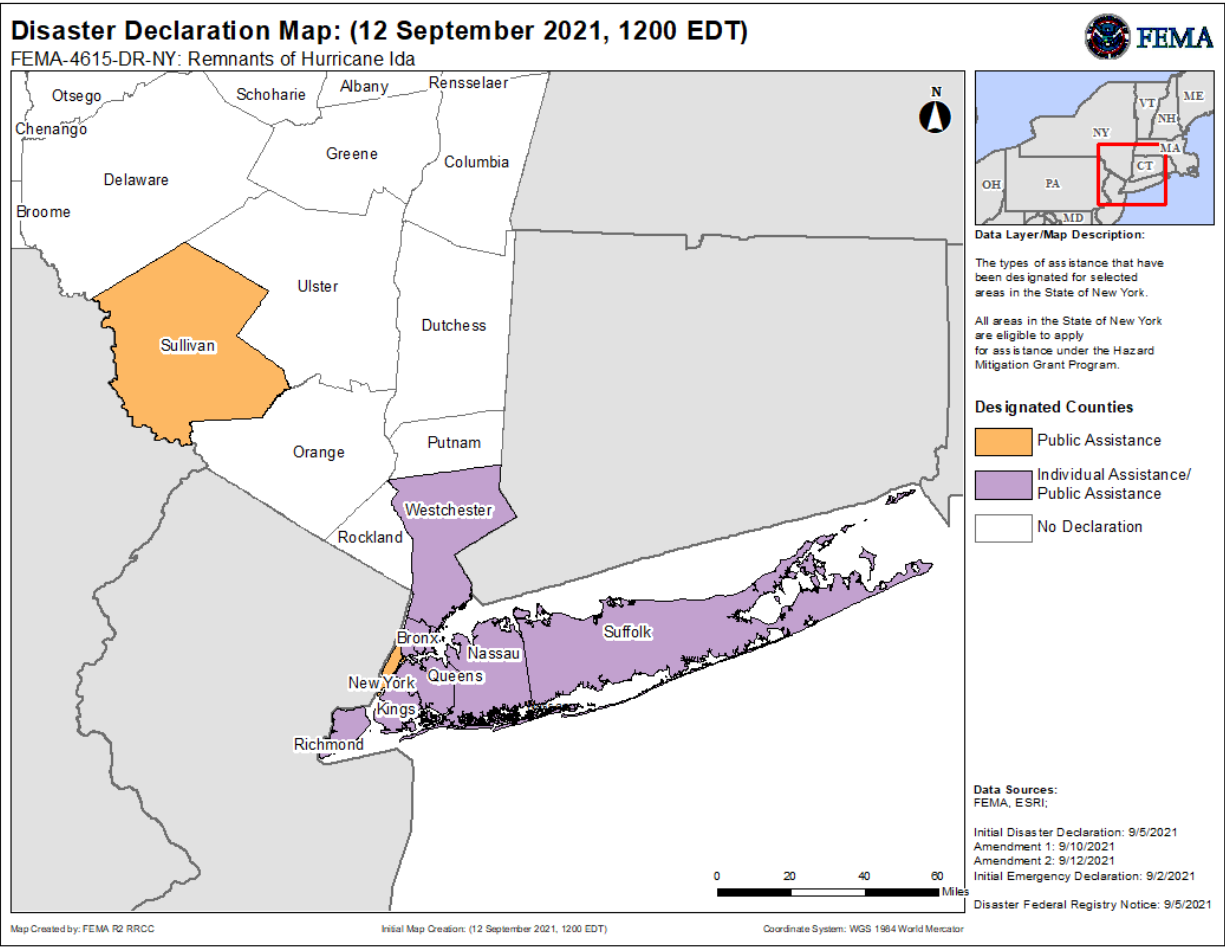 Disaster Declaration Map: (12 September 2021, 1200 EDT)
FEMA-4615-DR-NY: Remnants of Hurricane Ida
FEMA
Otsego
Schoharie
Albany
Rensselaer
Chenango
Greene
Columbia
Delaware
Broome
Ulster
Sullivan
Dutchess
Orange
Putnam
Westchester
Rockland
Bronx
Nassau
Suffolk
New York
Queens
Kings
Richmond
N
0 20 40 60
Miles
VT
ME
NH
NY
MA
CT
OH
PA
MD
Data Layer/Map Description:
The types of assistance that have
been designated for selected
areas in the State of New York.
All areas in the State of New York
are eligible to apply
for assistance under the Hazard
Mitigation Grant Program.
Designated Counties
Public Assistance
Individual Assistance/
Public Assistance
No Declaration
Data Sources:
FEMA, ESRI;
Initial Disaster Declaration: 9/5/2021
Amendment 1: 9/10/2021
Amendment 2: 9/12/2021
Initial Emergency Declaration: 9/2/2021
Disaster Federal Registry Notice: 9/5/2021
Map Created by: FEMA R2 RRCC
Initial Map Creation: (12 September 2021, 1200 EDT)
Coordinate System: WGS 1984 World Mercator